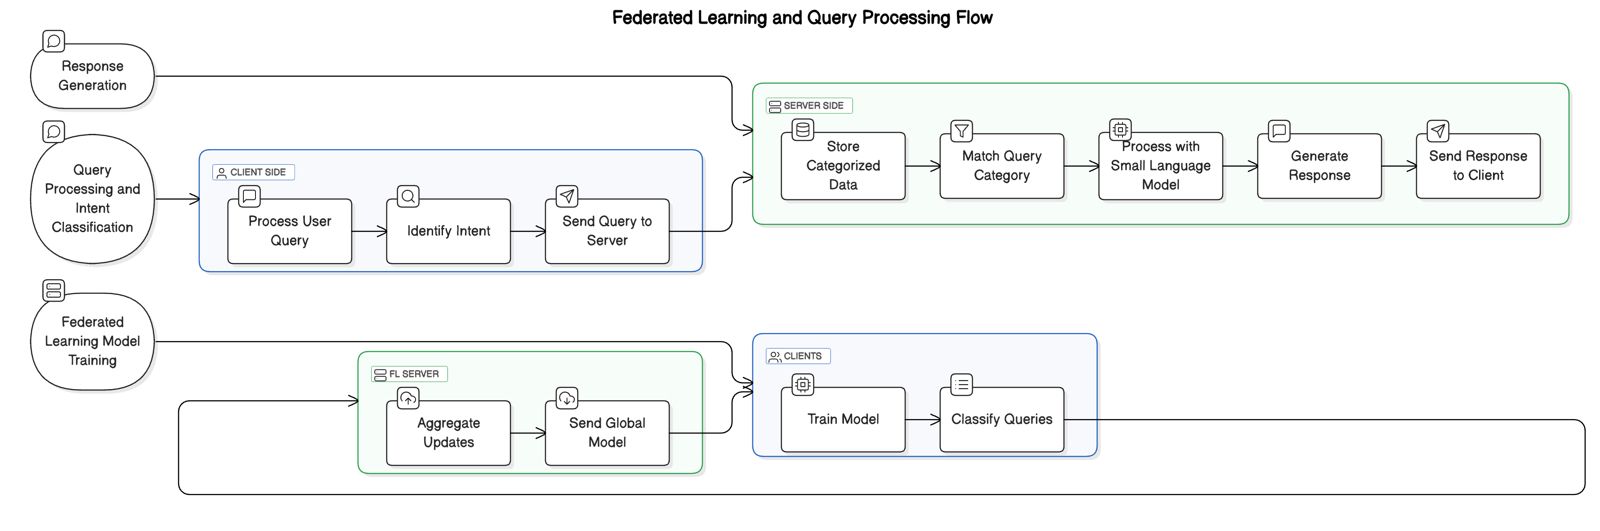 Federated Learning and Query Processing Flow
Response
Generation
SERVER SIDE
Store
Categorized
Data
Match Query
Category
Process with
Small Language
Model
Generate
Response
Send Response
to Client
Query
Processing and
Intent
Classification
CLIENT SIDE
Process User
Query
Identify Intent
Send Query to
Server
Federated
Learning Model
Training
FL SERVER
Aggregate
Updates
Send Global
Model
CLIENTS
Train Model
Classify Queries